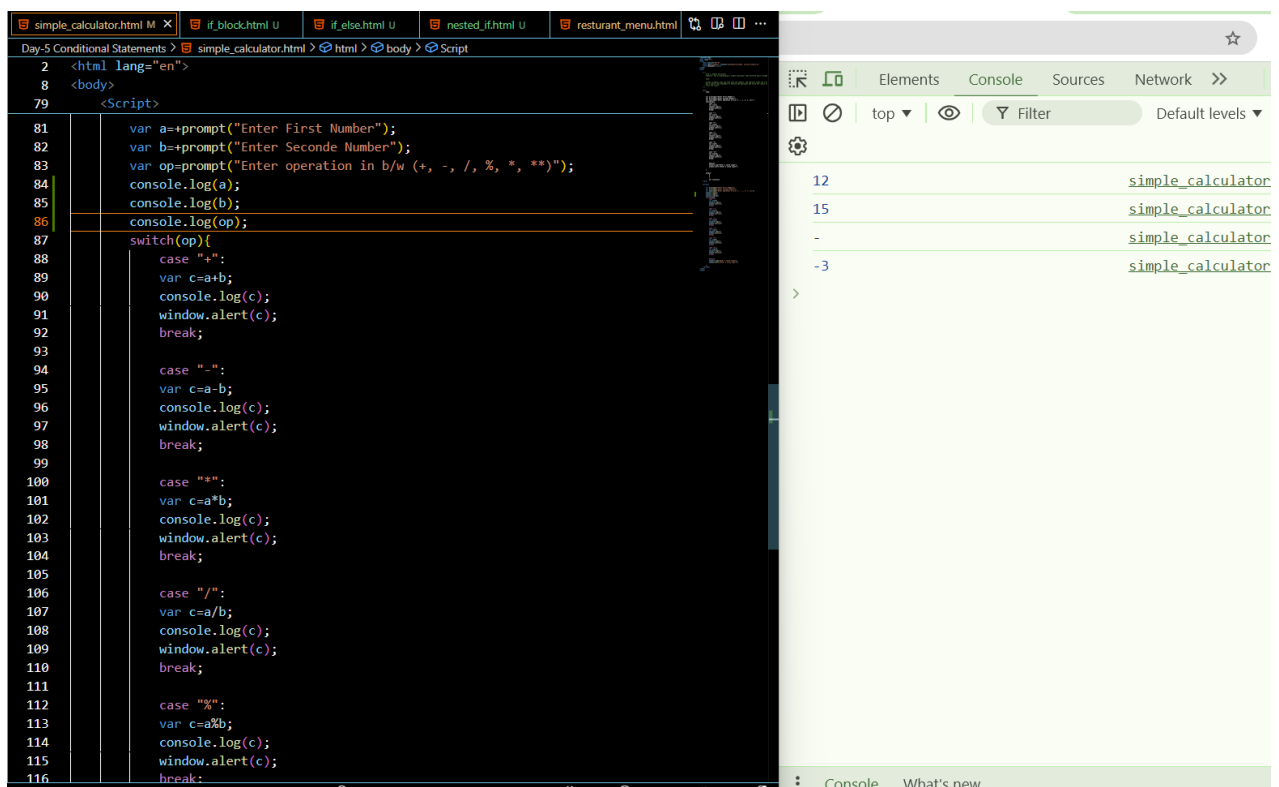 simple_calculator.html M
if_block.html U
if_else.html U
nested_if.html U
resturant_menu.html
Day-5 Conditional Statements > simple_calculator.html > html > body > Script
2 <html lang="en">
8 <body>
79 <Script>
81 var a=+prompt("Enter First Number");
82 var b=+prompt("Enter Seconde Number");
83 var op=prompt("Enter operation in b/w (+, -, /, %, *, **)");
84 console.log(a);
85 console.log(b);
86 console.log(op);
87 switch(op){
88 case "+":
89 var c=a+b;
90 console.log(c);
91 window.alert(c);
92 break;
93
94 case "-":
95 var c=a-b;
96 console.log(c);
97 window.alert(c);
98 break;
99
100 case "*":
101 var c=a*b;
102 console.log(c);
103 window.alert(c);
104 break;
105
106 case "/":
107 var c=a/b;
108 console.log(c);
109 window.alert(c);
110 break;
111
112 case "%":
113 var c=a%b;
114 console.log(c);
115 window.alert(c);
116 break;
Elements Console Sources Network
top Filter Default levels
12 simple_calculator
15 simple_calculator
- simple_calculator
-3 simple_calculator
>
Console What's new